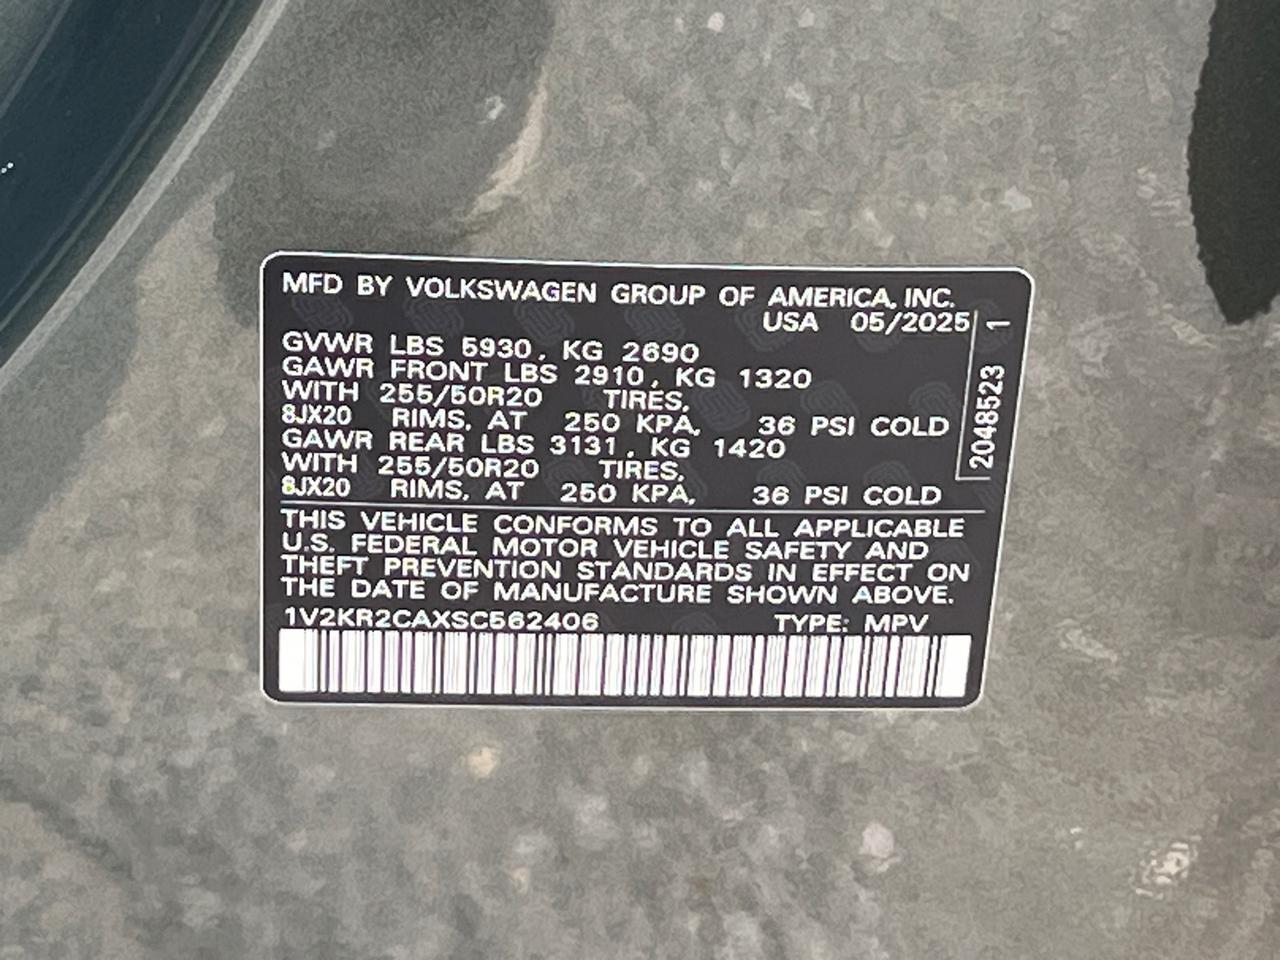 MFD BY VOLKSWAGEN GROUP OF AMERICA, INC.
USA 05/2025
GVWR LBS 5930, KG 2690
GAWR FRONT LBS 2910, KG 1320
WITH 255/50R20 TIRES,
8JX20 RIMS, AT 250 KPA, 36 PSI COLD
GAWR REAR LBS 3131, KG 1420
WITH 255/50R20 TIRES,
8JX20 RIMS, AT 250 KPA, 36 PSI COLD
2048523 1
THIS VEHICLE CONFORMS TO ALL APPLICABLE
U.S. FEDERAL MOTOR VEHICLE SAFETY AND
THEFT PREVENTION STANDARDS IN EFFECT ON
THE DATE OF MANUFACTURE SHOWN ABOVE.
1V2KR2CAXSC562406 TYPE: MPV